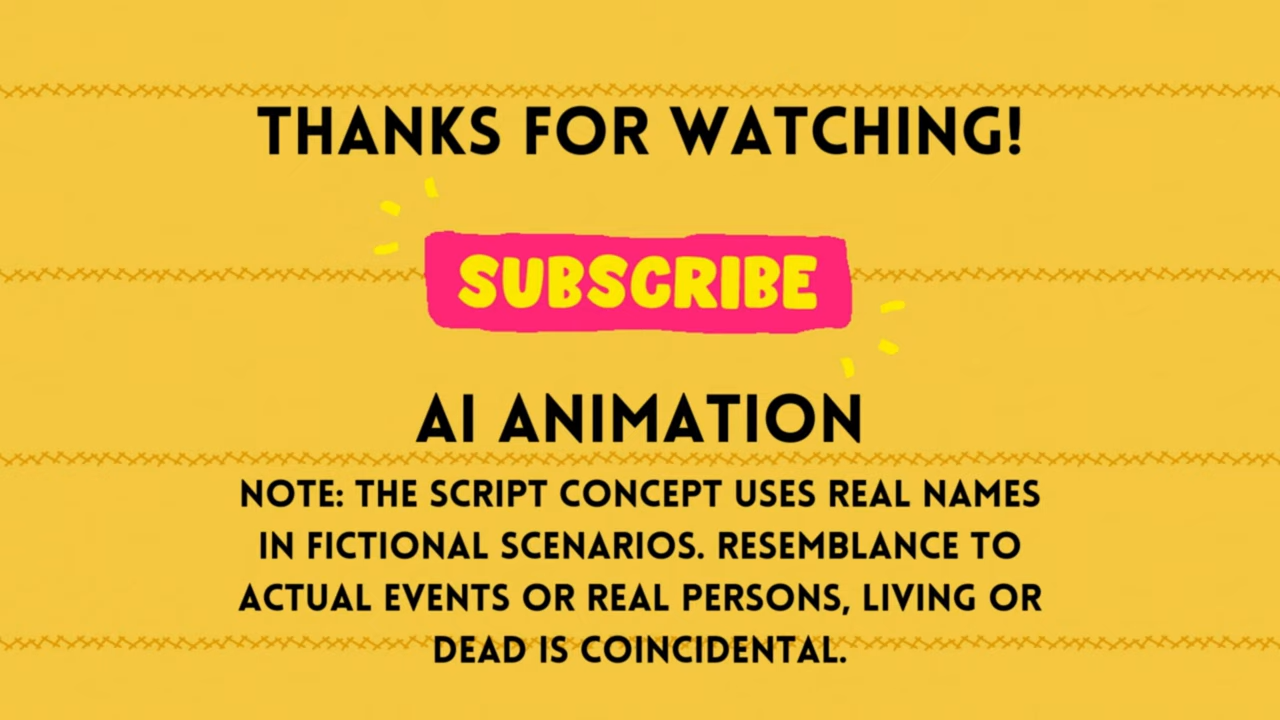 THANKS FOR WATCHING!
SUBSCRIBE
AI ANIMATION
NOTE: THE SCRIPT CONCEPT USES REAL NAMES
IN FICTIONAL SCENARIOS. RESEMBLANCE TO
ACTUAL EVENTS OR REAL PERSONS, LIVING OR
DEAD IS COINCIDENTAL.